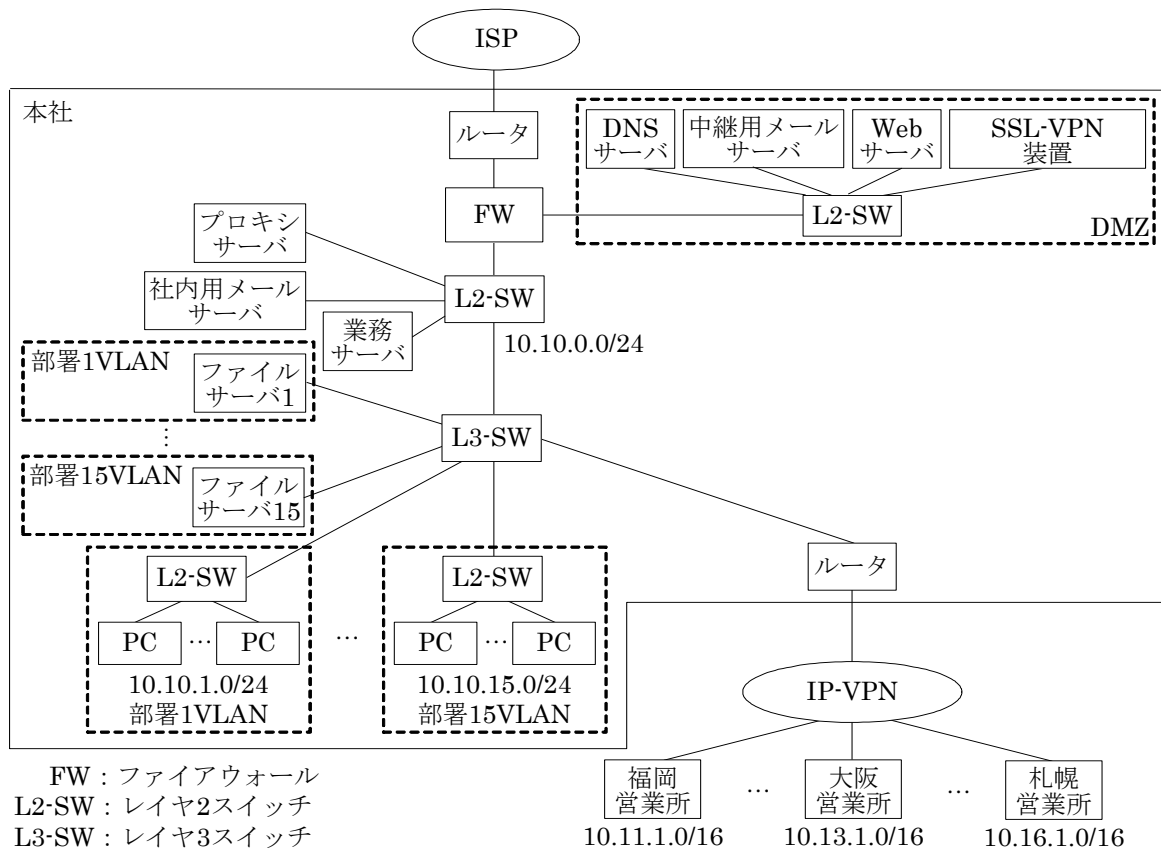 ISP
本社
ルータ
DNS
サーバ
中継用メール
サーバ
Web
サーバ
SSL-VPN
装置
FW
L2-SW
DMZ
プロキシ
サーバ
社内用メール
サーバ
業務
サーバ
L2-SW
10.10.0.0/24
部署1VLAN
ファイル
サーバ1
⋮
L3-SW
部署15VLAN
ファイル
サーバ15
L2-SW
PC
…
PC
10.10.1.0/24
部署1VLAN
…
L2-SW
PC
…
PC
10.10.15.0/24
部署15VLAN
ルータ
IP-VPN
福岡
営業所
10.11.1.0/16
…
大阪
営業所
10.13.1.0/16
…
札幌
営業所
10.16.1.0/16
FW：ファイアウォール
L2-SW：レイヤ2スイッチ
L3-SW：レイヤ3スイッチ